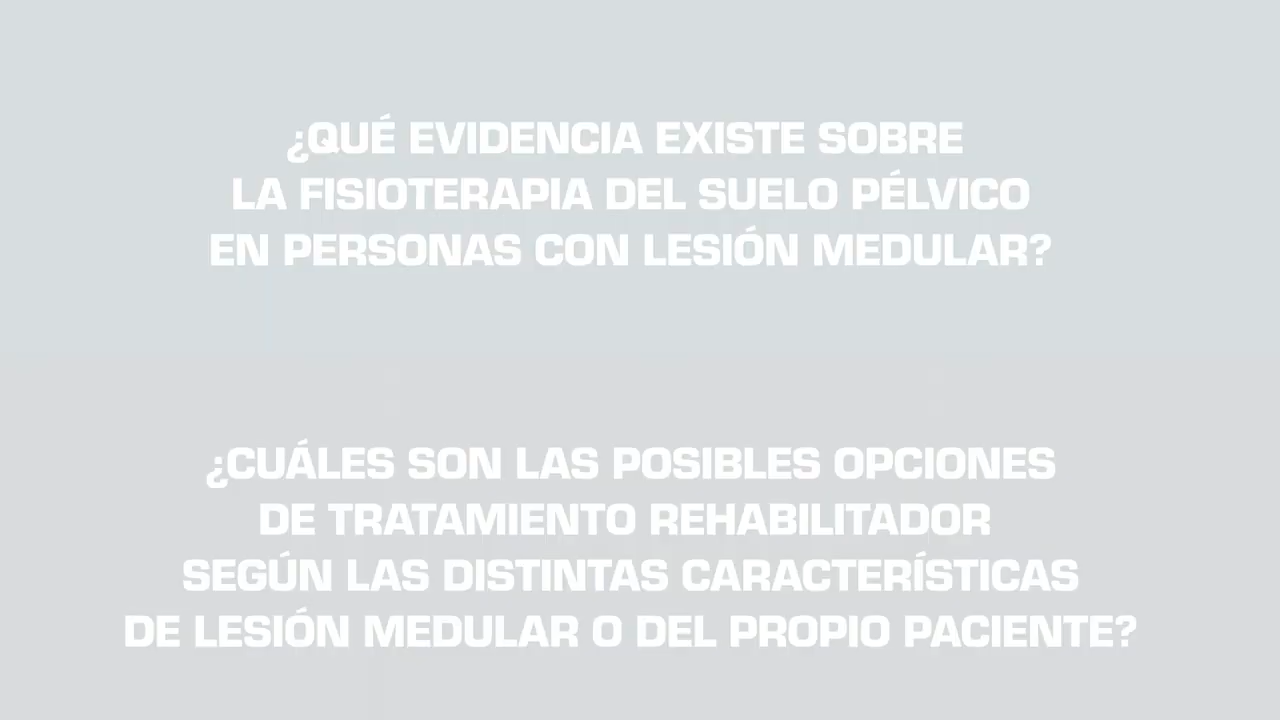 ¿QUÉ EVIDENCIA EXISTE SOBRE
LA FISIOTERAPIA DEL SUELO PÉLVICO
EN PERSONAS CON LESIÓN MEDULAR?
¿CUÁLES SON LAS POSIBLES OPCIONES
DE TRATAMIENTO REHABILITADOR
SEGÚN LAS DISTINTAS CARACTERÍSTICAS
DE LESIÓN MEDULAR O DEL PROPIO PACIENTE?